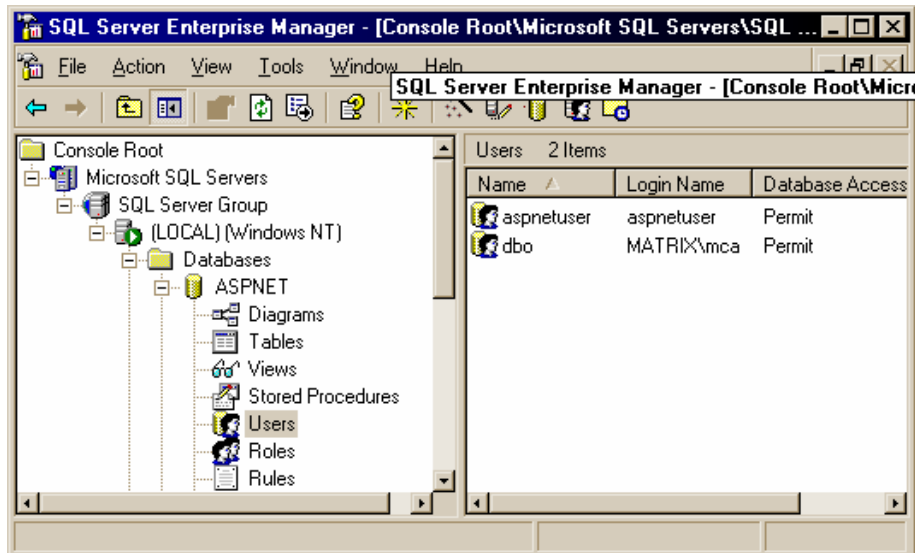 SQL Server Enterprise Manager - [Console Root\Microsoft SQL Servers\SQL ...
File Action View Tools Window Help
SQL Server Enterprise Manager - [Console Root\Micr
Console Root
Microsoft SQL Servers
SQL Server Group
(LOCAL) (Windows NT)
Databases
ASPNET
Diagrams
Tables
Views
Stored Procedures
Users
Roles
Rules
Users 2 Items
Name Login Name Database Access
aspnetuser aspnetuser Permit
dbo MATRIX\mca Permit